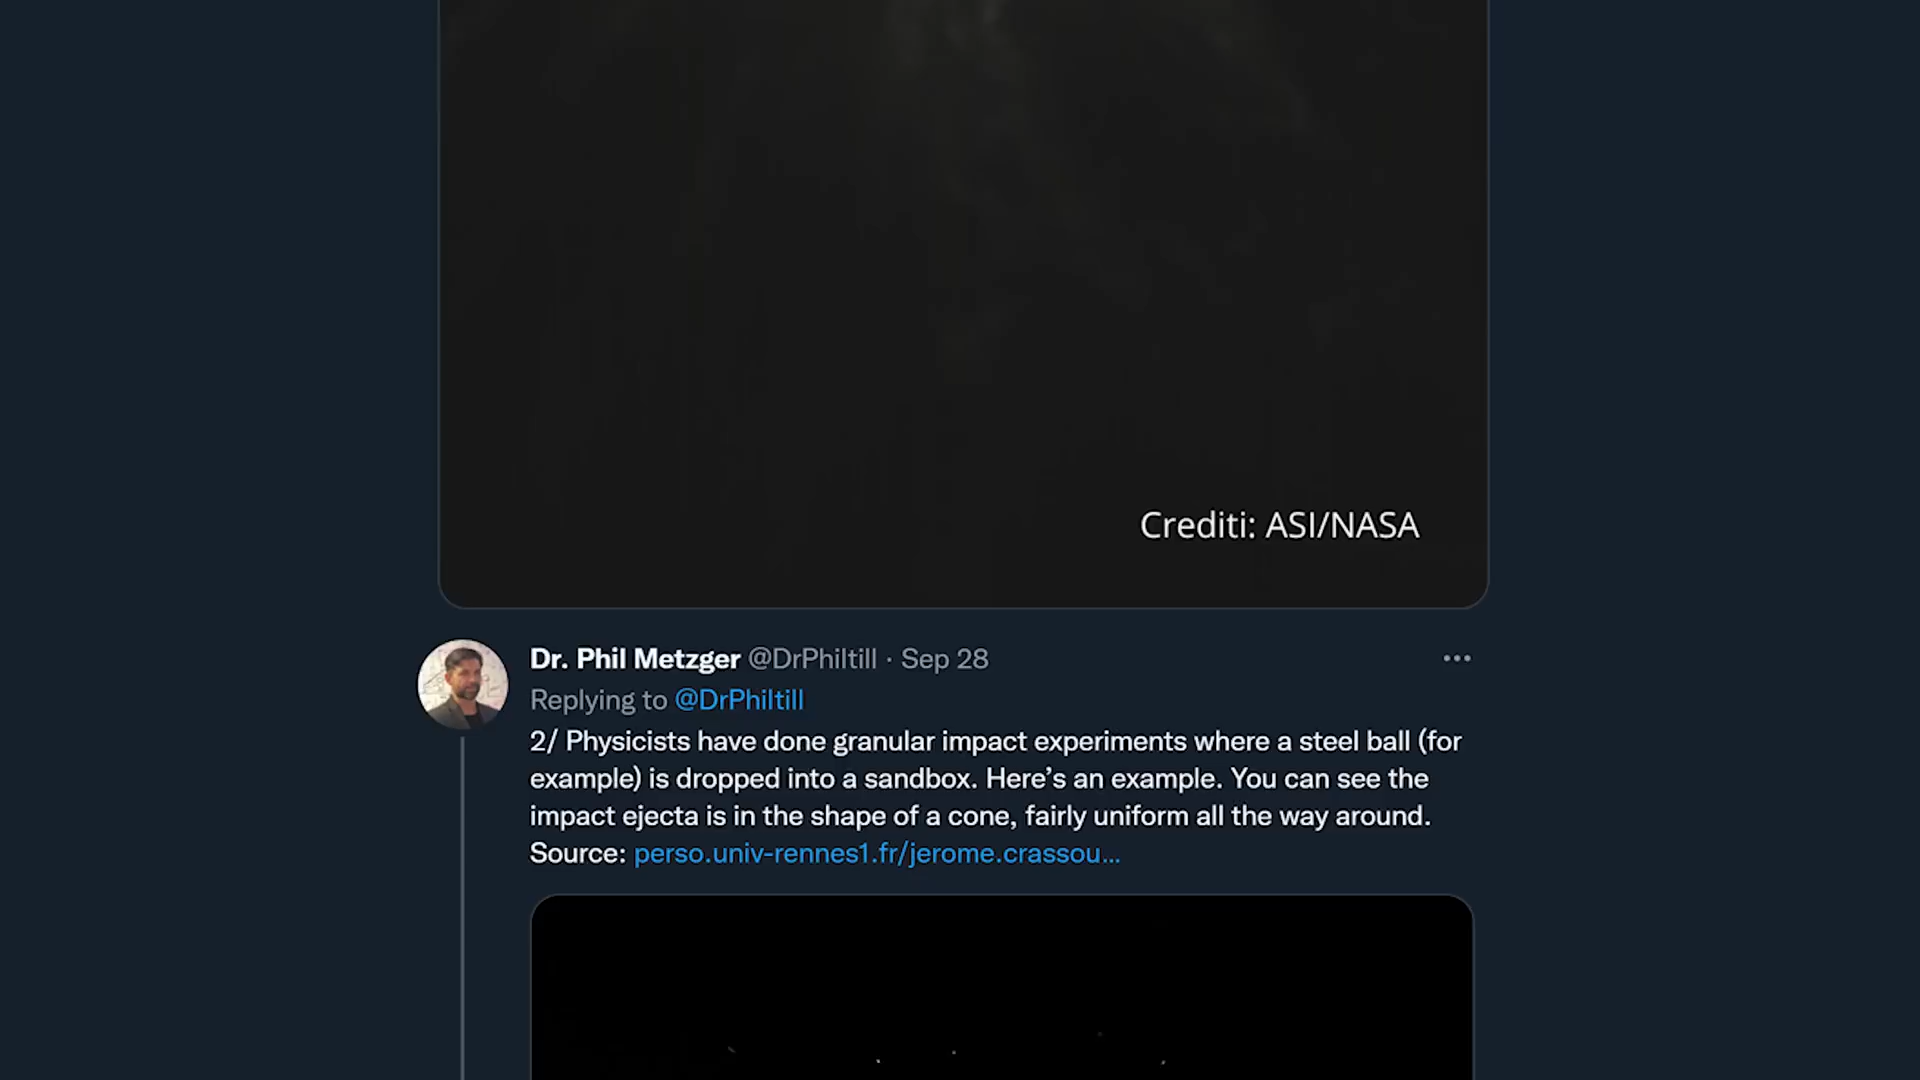 Crediti: ASI/NASA
Dr. Phil Metzger @DrPhiltill · Sep 28
Replying to @DrPhiltill
2/ Physicists have done granular impact experiments where a steel ball (for
example) is dropped into a sandbox. Here’s an example. You can see the
impact ejecta is in the shape of a cone, fairly uniform all the way around.
Source: perso.univ-rennes1.fr/jerome.crassou…